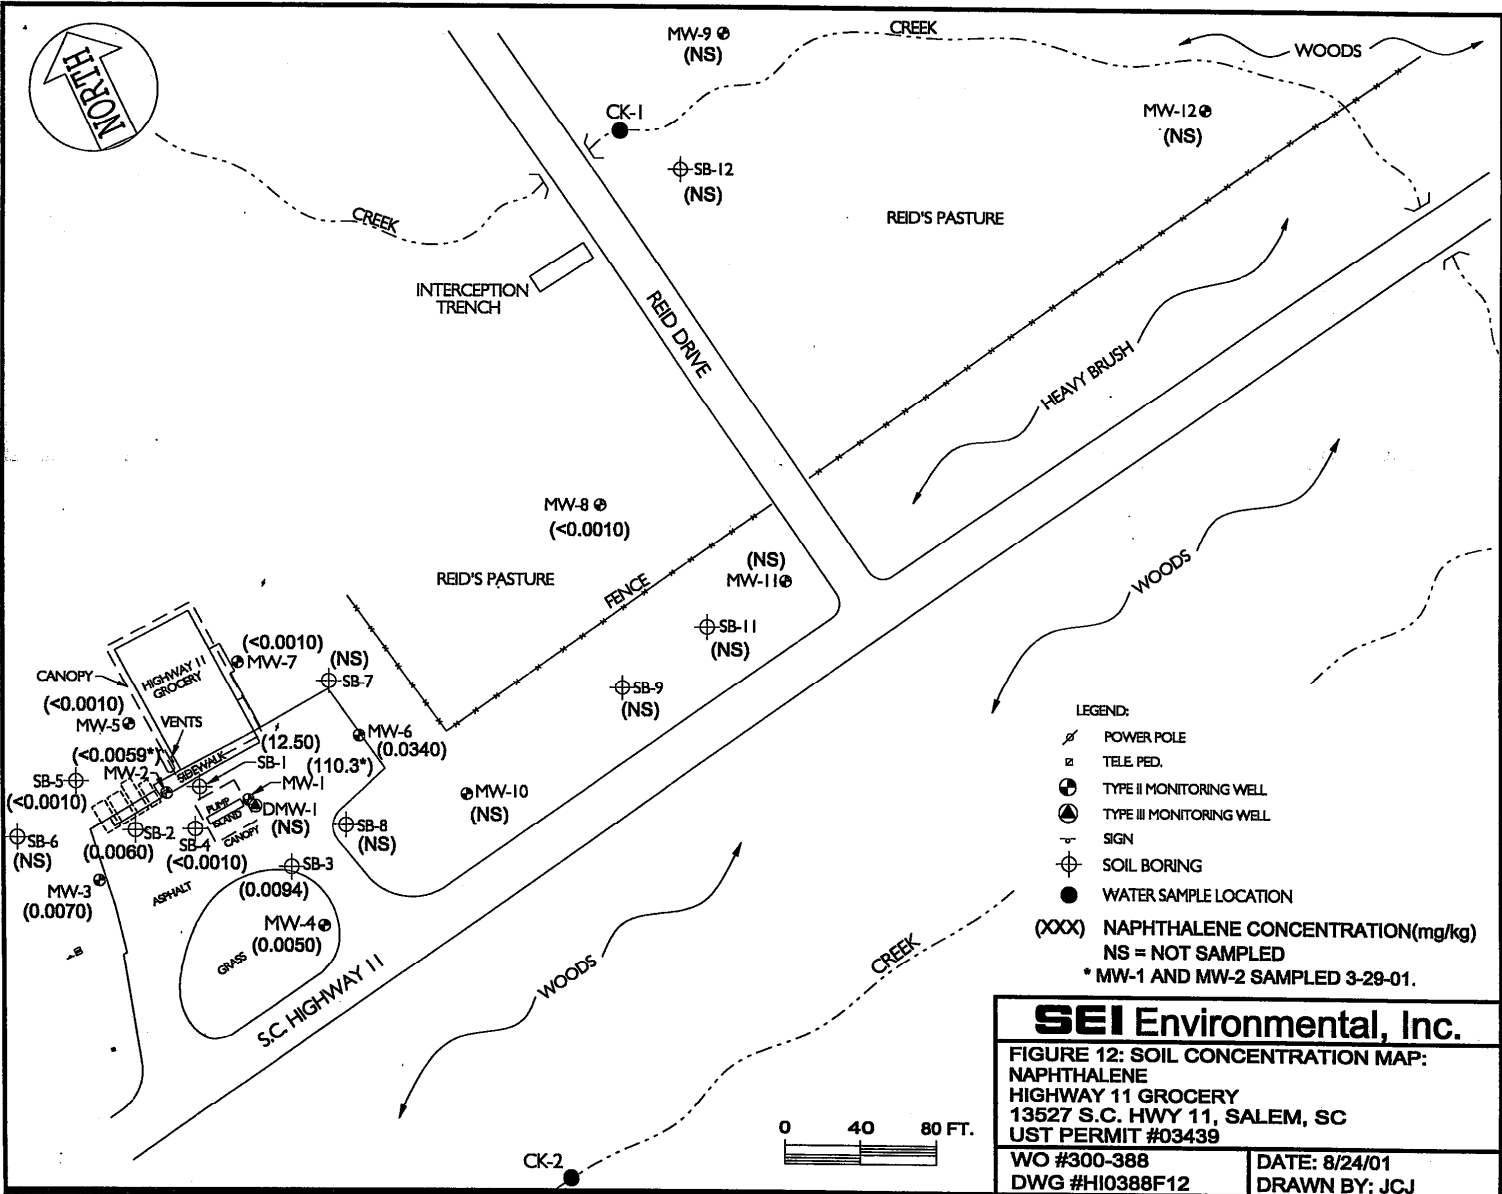 NORTH
MW-9
(NS)
CREEK
WOODS
CK-1
MW-12
(NS)
SB-12
(NS)
CREEK
REID'S PASTURE
INTERCEPTION
TRENCH
REID DRIVE
HEAVY BRUSH
MW-8
(<0.0010)
REID'S PASTURE
FENCE
(NS)
MW-11
WOODS
SB-11
(NS)
SB-9
(NS)
(<0.0010)
MW-7
(NS)
SB-7
CANOPY
HIGHWAY 11
GROCERY
(<0.0010)
MW-5
VENTS
(<0.0059*)
MW-2
SIDEWALK
(12.50)
SB-1
MW-6
(0.0340)
(110.3*)
MW-1
SB-5
(<0.0010)
PUMP
ISLAND
CANOPY
DMW-1
(NS)
MW-10
(NS)
SB-8
(NS)
SB-6
(NS)
SB-2
(0.0060)
SB-4
(<0.0010)
SB-3
(0.0094)
MW-3
(0.0070)
ASPHALT
MW-4
(0.0050)
GRASS
S.C. HIGHWAY 11
WOODS
CREEK
CK-2
LEGEND:
POWER POLE
TELE. PED.
TYPE II MONITORING WELL
TYPE III MONITORING WELL
SIGN
SOIL BORING
WATER SAMPLE LOCATION
(XXX) NAPHTHALENE CONCENTRATION(mg/kg)
NS = NOT SAMPLED
* MW-1 AND MW-2 SAMPLED 3-29-01.
0 40 80 FT.
SEI Environmental, Inc.
FIGURE 12: SOIL CONCENTRATION MAP:
NAPHTHALENE
HIGHWAY 11 GROCERY
13527 S.C. HWY 11, SALEM, SC
UST PERMIT #03439
WO #300-388
DWG #HI0388F12
DATE: 8/24/01
DRAWN BY: JCJ